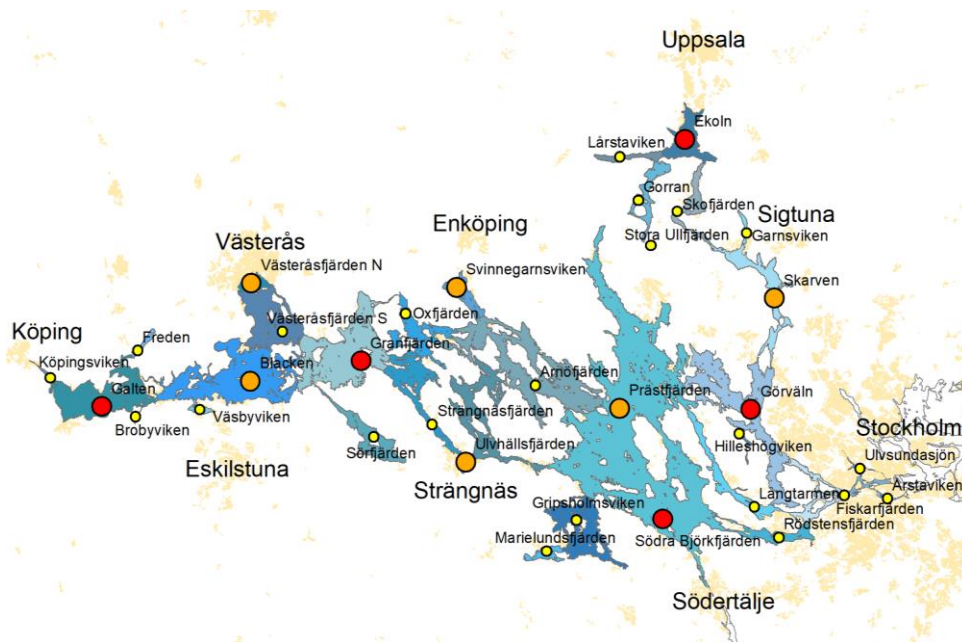 Uppsala
Ekoln
Lårstaviken
Gorran
Skofjärden
Sigtuna
Stora Ullfjärden
Garnsviken
Enköping
Västerås
Västeråsfjärden N
Svinnegarnsviken
Skarven
Oxfjärden
Västeråsfjärden S
Köping
Freden
Granfjärden
Köpingsviken
Blacken
Galten
Arnöfjärden
Prästfjärden
Görväln
Brobyviken
Väsbyviken
Strängnäsfjärden
Stockholm
Sörfjärden
Ulvhällsfjärden
Hilleshögviken
Ulvsundasjön
Eskilstuna
Strängnäs
Gripsholmsviken
Långtarmen
Årstaviken
Fiskarfjärden
Rödstensfjärden
Marielundsfjärden
Södra Björkfjärden
Södertälje